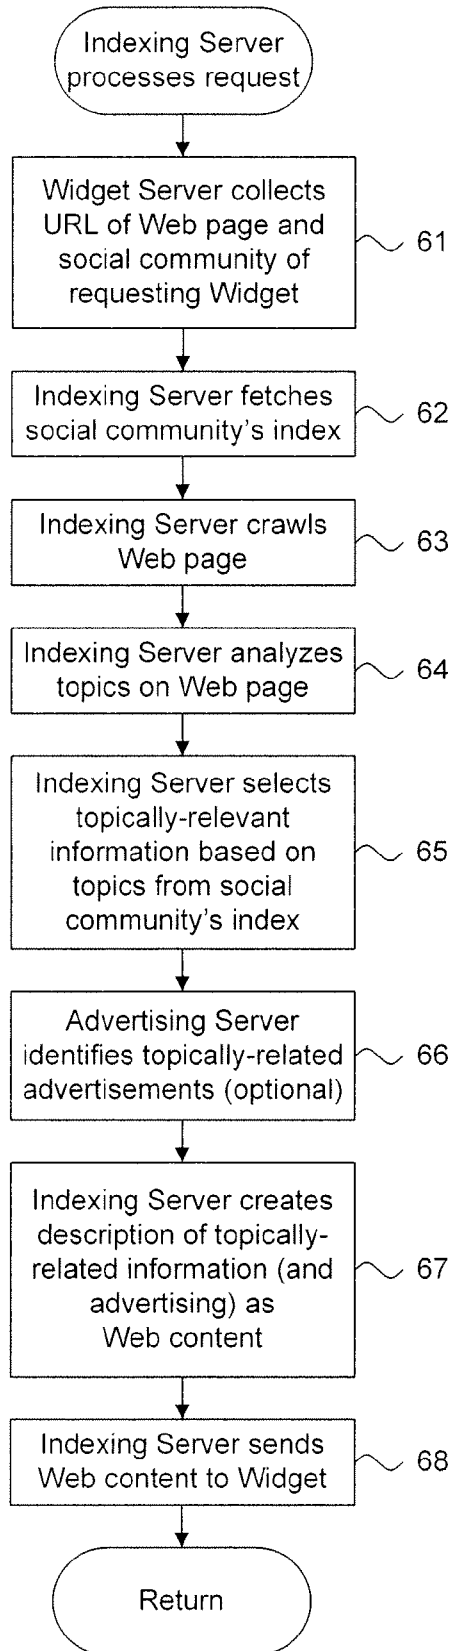 Indexing Server
processes request
Widget Server collects
URL of Web page and
social community of
requesting Widget
61
Indexing Server fetches
social community's index
62
Indexing Server crawls
Web page
63
Indexing Server analyzes
topics on Web page
64
Indexing Server selects
topically-relevant
information based on
topics from social
community's index
65
Advertising Server
identifies topically-related
advertisements (optional)
66
Indexing Server creates
description of topically-
related information (and
advertising) as
Web content
67
Indexing Server sends
Web content to Widget
68
Return